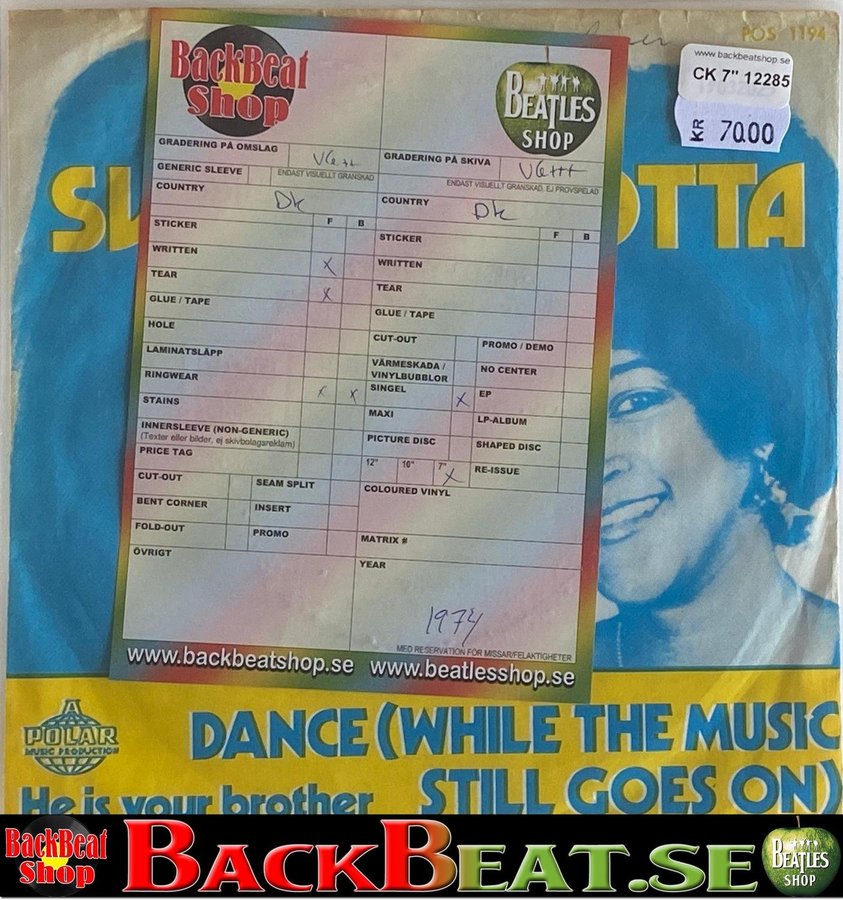 POS 1194
www.backbeatshop.se
CK 7" 12285
KR 70.00
BackBeat
Shop
BEATLES
SHOP
GRADERING PÅ OMSLAG
VG++
GRADERING PÅ SKIVA
VG+++
GENERIC SLEEVE
ENDAST VISUELLT GRANSKAD
ENDAST VISUELLT GRANSKAD, EJ PROVSPELAD
COUNTRY
Dk
COUNTRY
Dk
F B
STICKER
WRITTEN X
TEAR X
GLUE / TAPE
HOLE
LAMINATSLÄPP
RINGWEAR X X
STAINS
INNERSLEEVE (NON-GENERIC)
(Texter eller bilder, ej skivbolagsreklam)
PRICE TAG
CUT-OUT
SEAM SPLIT
BENT CORNER
INSERT
FOLD-OUT
PROMO
ÖVRIGT
F B
STICKER
WRITTEN
TEAR
GLUE / TAPE
CUT-OUT
PROMO / DEMO
VÄRMESKADA /
VINYLBUBBLOR
NO CENTER
SINGEL X
EP
MAXI
LP-ALBUM
PICTURE DISC
SHAPED DISC
12" 10" 7" X
RE-ISSUE
COLOURED VINYL
MATRIX #
YEAR
1974
MED RESERVATION FÖR MISSAR/FELAKTIGHETER
www.backbeatshop.se www.beatlesshop.se
OTTA
A
POLAR
MUSIC PRODUCTION
DANCE (WHILE THE MUSIC
STILL GOES ON)
He is your brother
BackBeat
Shop
BACKBEAT.SE
BEATLES
SHOP